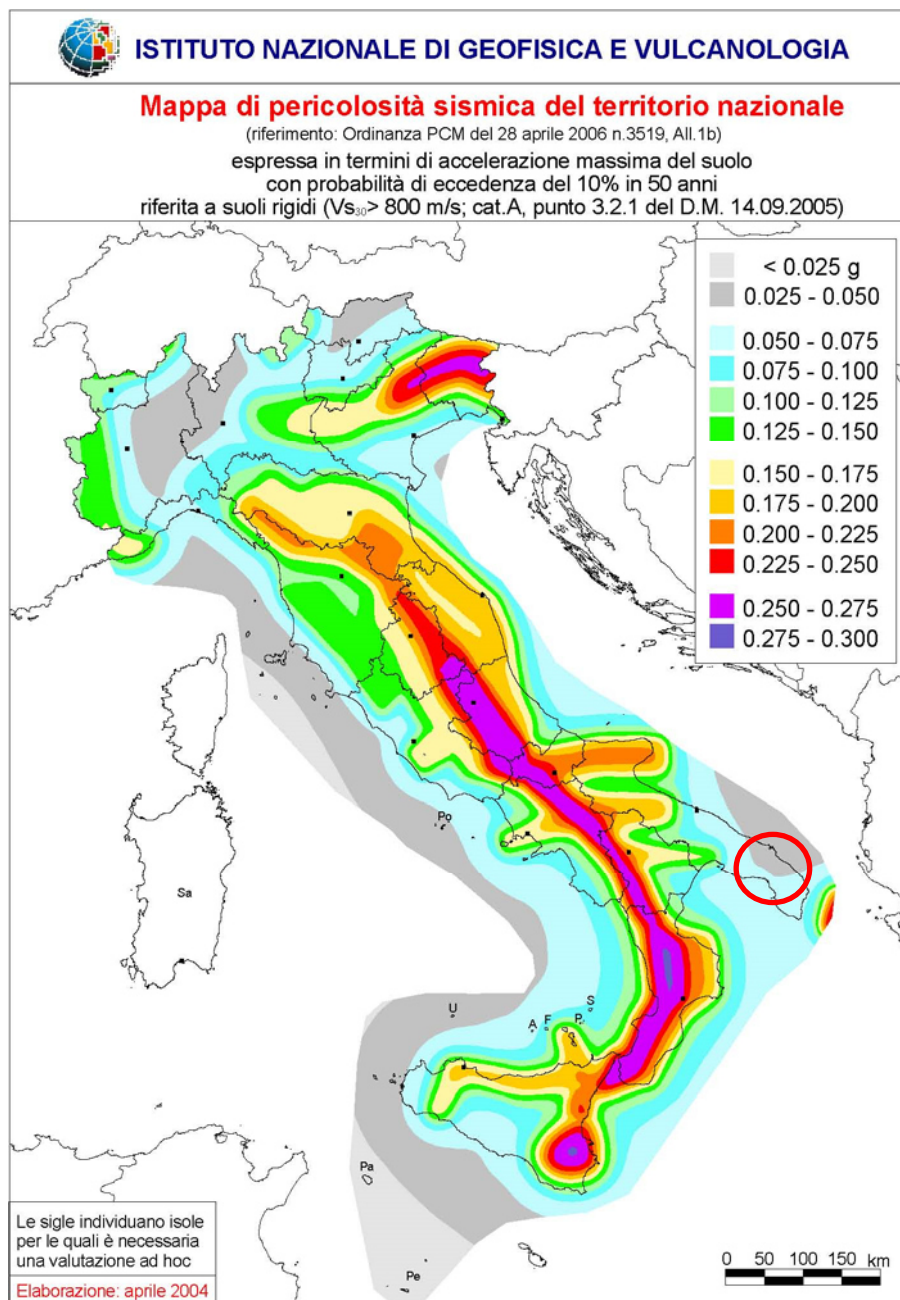 ISTITUTO NAZIONALE DI GEOFISICA E VULCANOLOGIA
Mappa di pericolosità sismica del territorio nazionale
(riferimento: Ordinanza PCM del 28 aprile 2006 n.3519, All.1b)
espressa in termini di accelerazione massima del suolo
con probabilità di eccedenza del 10% in 50 anni
riferita a suoli rigidi (Vs30> 800 m/s; cat.A, punto 3.2.1 del D.M. 14.09.2005)
< 0.025 g
0.025 - 0.050
0.050 - 0.075
0.075 - 0.100
0.100 - 0.125
0.125 - 0.150
0.150 - 0.175
0.175 - 0.200
0.200 - 0.225
0.225 - 0.250
0.250 - 0.275
0.275 - 0.300
Po
Sa
U
A
F
P
S
Pa
Pe
Le sigle individuano isole
per le quali è necessaria
una valutazione ad hoc
Elaborazione: aprile 2004
0 50 100 150 km